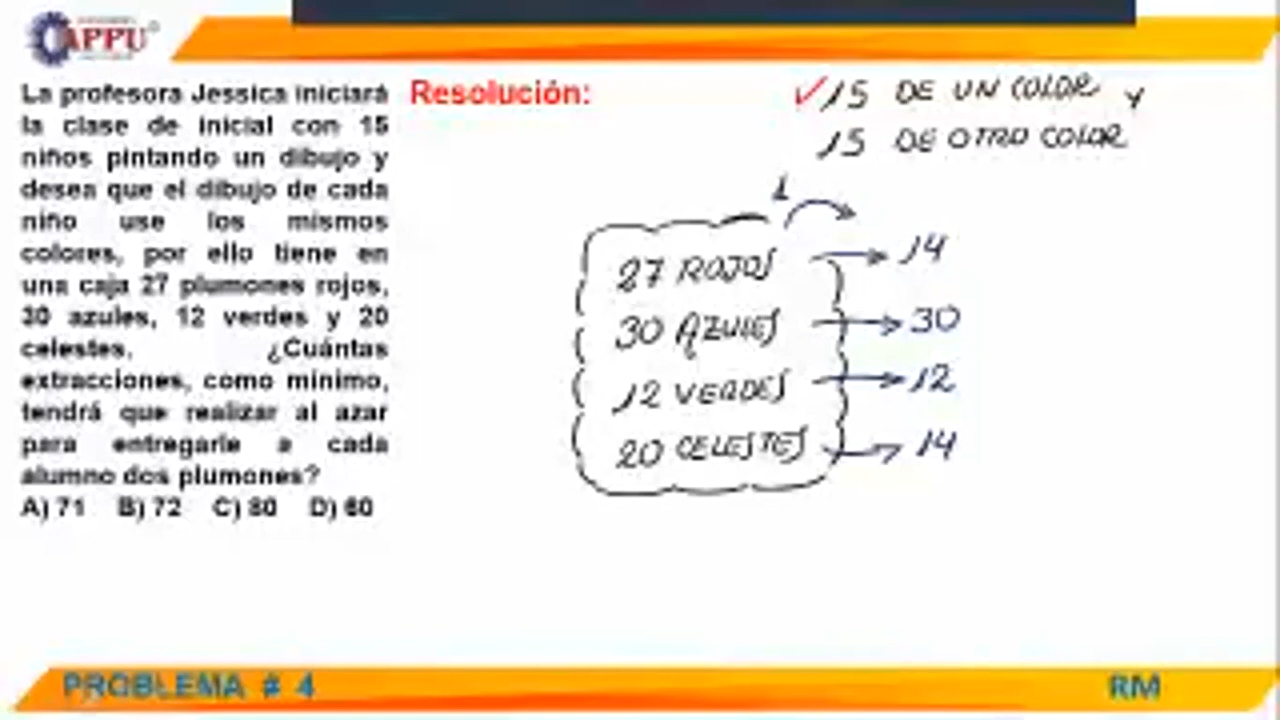 APPU
La profesora Jessica iniciará
la clase de inicial con 15
niños pintando un dibujo y
desea que el dibujo de cada
niño use los mismos
colores, por ello tiene en
una caja 27 plumones rojos,
30 azules, 12 verdes y 20
celestes. ¿Cuántas
extracciones, como mínimo,
tendrá que realizar al azar
para entregarle a cada
alumno dos plumones?
A) 71 B) 72 C) 80 D) 60
Resolución:
✓15 DE UN COLOR y
15 DE OTRO COLOR
1
27 ROJOS → 14
30 AZULES → 30
12 VERDES → 12
20 CELESTES → 14
PROBLEMA # 4
RM